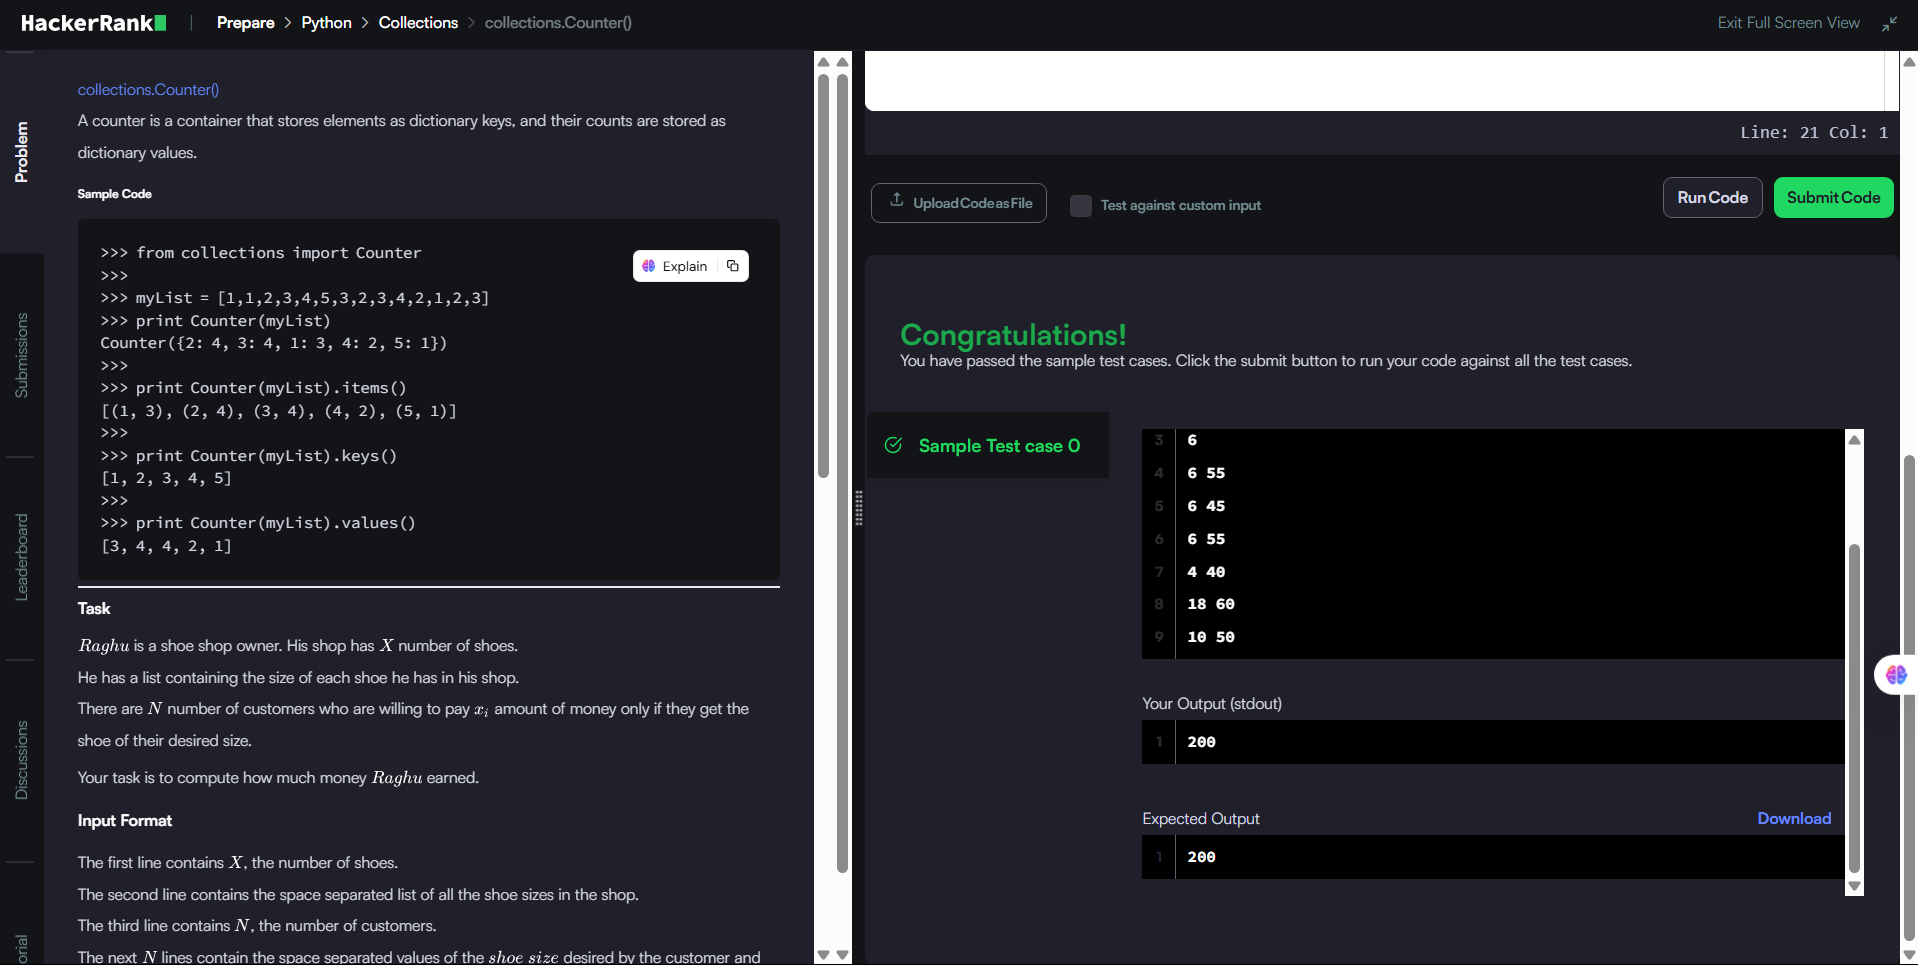 HackerRank | Prepare > Python > Collections > collections.Counter()
Exit Full Screen View
Problem
Submissions
Leaderboard
Discussions
orial
collections.Counter()
A counter is a container that stores elements as dictionary keys, and their counts are stored as
dictionary values.
Sample Code
>>> from collections import Counter
>>>
>>> myList = [1,1,2,3,4,5,3,2,3,4,2,1,2,3]
>>> print Counter(myList)
Counter({2: 4, 3: 4, 1: 3, 4: 2, 5: 1})
>>>
>>> print Counter(myList).items()
[(1, 3), (2, 4), (3, 4), (4, 2), (5, 1)]
>>>
>>> print Counter(myList).keys()
[1, 2, 3, 4, 5]
>>>
>>> print Counter(myList).values()
[3, 4, 4, 2, 1]
Explain
Task
Raghu is a shoe shop owner. His shop has X number of shoes.
He has a list containing the size of each shoe he has in his shop.
There are N number of customers who are willing to pay xᵢ amount of money only if they get the
shoe of their desired size.
Your task is to compute how much money Raghu earned.
Input Format
The first line contains X, the number of shoes.
The second line contains the space separated list of all the shoe sizes in the shop.
The third line contains N, the number of customers.
The next N lines contain the space separated values of the shoe size desired by the customer and
Line: 21 Col: 1
Upload Code as File
Test against custom input
Run Code
Submit Code
Congratulations!
You have passed the sample test cases. Click the submit button to run your code against all the test cases.
Sample Test case 0
3 6
4 6 55
5 6 45
6 6 55
7 4 40
8 18 60
9 10 50
Your Output (stdout)
1 200
Expected Output
Download
1 200